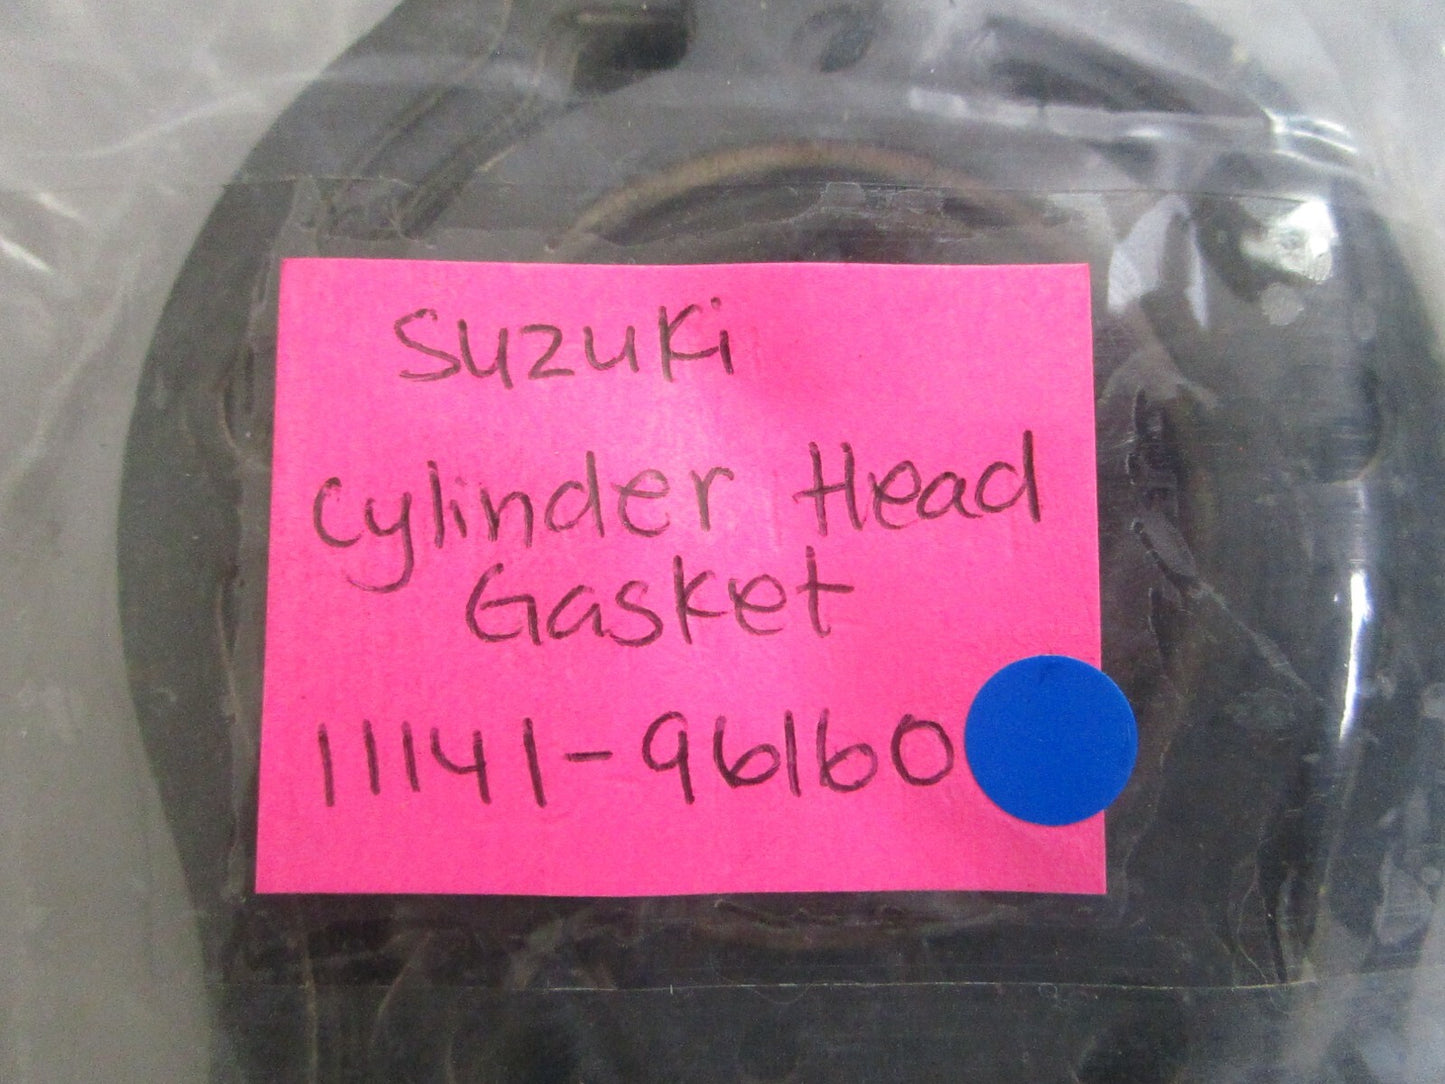 Suzuki
Cylinder Head
Gasket
11141-96160